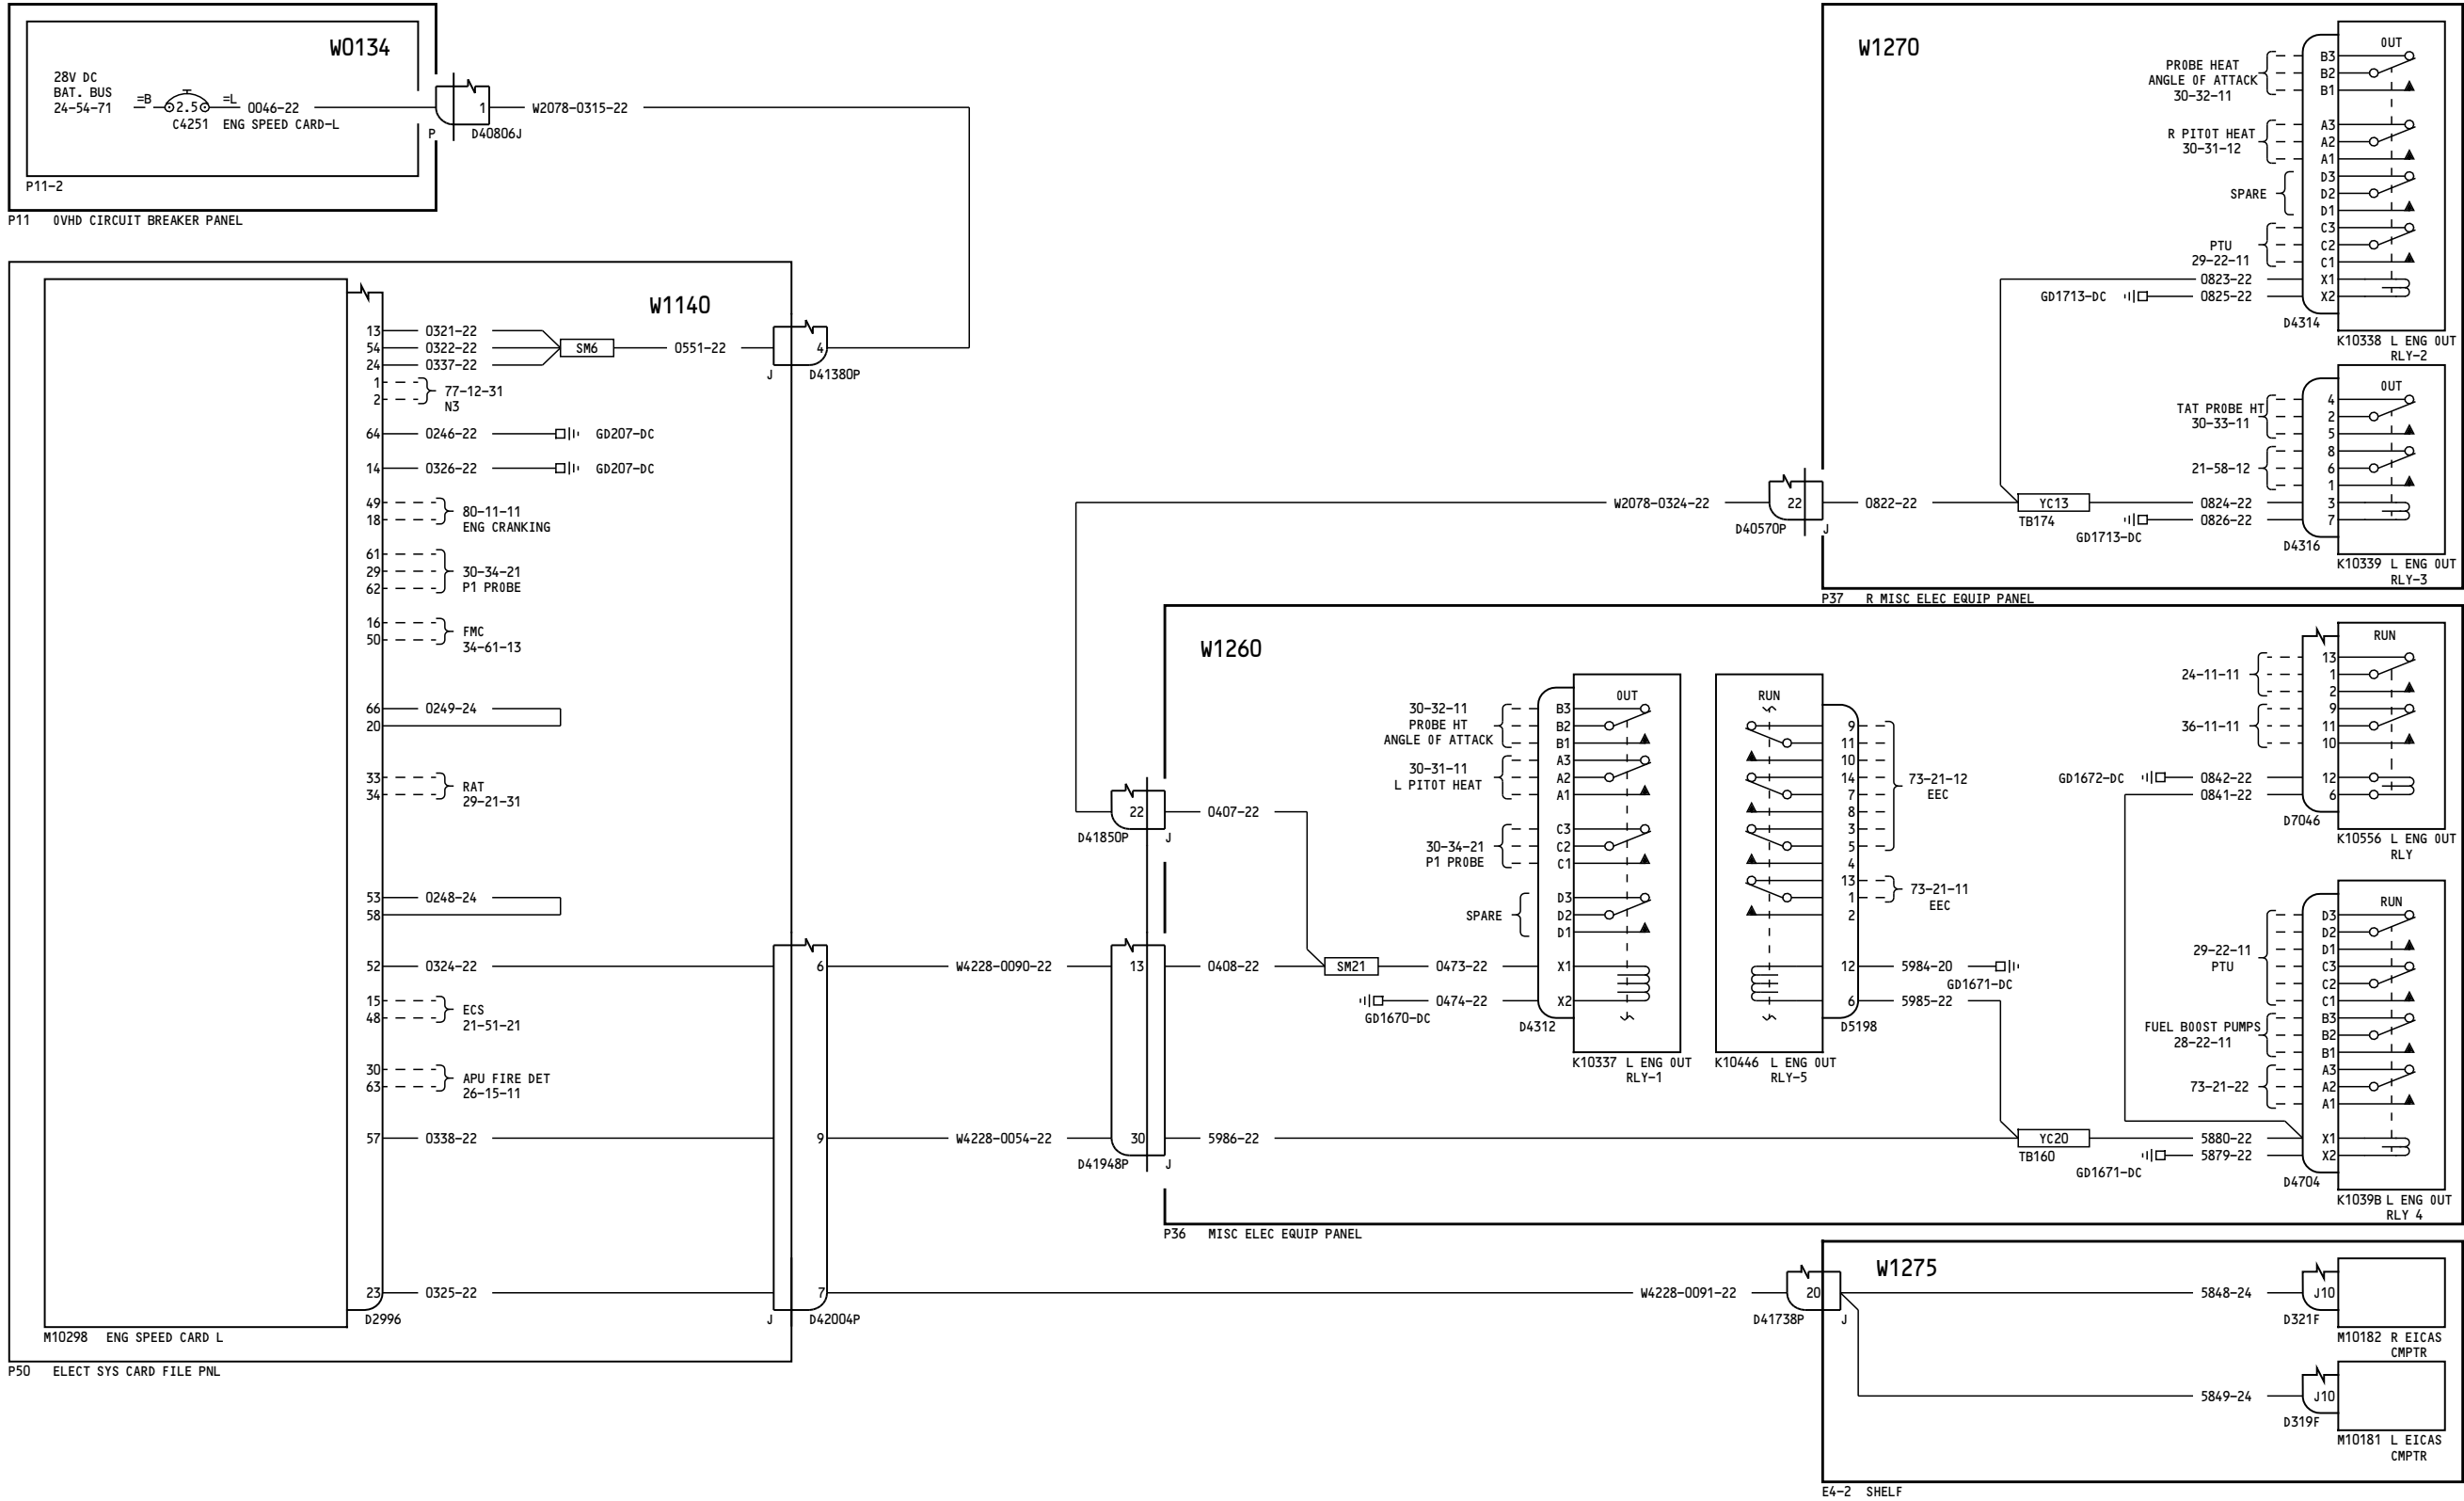 W0134
28V DC
BAT. BUS
24-54-71
=B
2.5
=L
0046-22
C4251 ENG SPEED CARD-L
P
1
D40806J
W2078-0315-22
P11-2
P11 0VHD CIRCUIT BREAKER PANEL
W1140
13 0321-22
54 0322-22
24 0337-22
SM6
0551-22
4
J
D41380P
1
2
77-12-31
N3
64 0246-22 GD207-DC
14 0326-22 GD207-DC
49
18
80-11-11
ENG CRANKING
61
29
62
30-34-21
P1 PROBE
16
50
FMC
34-61-13
66 0249-24
20
33
34
RAT
29-21-31
53 0248-24
58
52 0324-22
6
W4228-0090-22
15
48
ECS
21-51-21
30
63
APU FIRE DET
26-15-11
57 0338-22
9
W4228-0054-22
23 0325-22
7
W4228-0091-22
D2996
J
D42004P
M10298 ENG SPEED CARD L
P50 ELECT SYS CARD FILE PNL
W1270
PROBE HEAT
ANGLE OF ATTACK
30-32-11
R PITOT HEAT
30-31-12
SPARE
PTU
29-22-11
0823-22
GD1713-DC
0825-22
OUT
B3
B2
B1
A3
A2
A1
D3
D2
D1
C3
C2
C1
X1
X2
D4314
K10338 L ENG OUT
RLY-2
TAT PROBE HT
30-33-11
21-58-12
OUT
4
2
5
8
6
1
3
7
W2078-0324-22
22
D40570P
J
0822-22
YC13
TB174
0824-22
0826-22
GD1713-DC
D4316
K10339 L ENG OUT
RLY-3
P37 R MISC ELEC EQUIP PANEL
W1260
22
D41850P
J
0407-22
30-32-11
PROBE HT
ANGLE OF ATTACK
30-31-11
L PITOT HEAT
30-34-21
P1 PROBE
SPARE
OUT
B3
B2
B1
A3
A2
A1
C3
C2
C1
D3
D2
D1
X1
X2
13
0408-22
SM21
0473-22
0474-22
GD1670-DC
D4312
K10337 L ENG OUT
RLY-1
RUN
9
11
10
14
7
8
3
5
4
13
1
2
12
6
73-21-12
EEC
73-21-11
EEC
5984-20
GD1671-DC
5985-22
D5198
K10446 L ENG OUT
RLY-5
30
D41948P
J
5986-22
YC20
TB160
24-11-11
36-11-11
RUN
13
1
2
9
11
10
12
6
GD1672-DC
0842-22
0841-22
D7046
K10556 L ENG OUT
RLY
29-22-11
PTU
FUEL BOOST PUMPS
28-22-11
73-21-22
RUN
D3
D2
D1
C3
C2
C1
B3
B2
B1
A3
A2
A1
X1
X2
5880-22
5879-22
GD1671-DC
D4704
K1039B L ENG OUT
RLY 4
P36 MISC ELEC EQUIP PANEL
W1275
20
D41738P
J
5848-24
J10
D321F
M10182 R EICAS
CMPTR
5849-24
J10
D319F
M10181 L EICAS
CMPTR
E4-2 SHELF